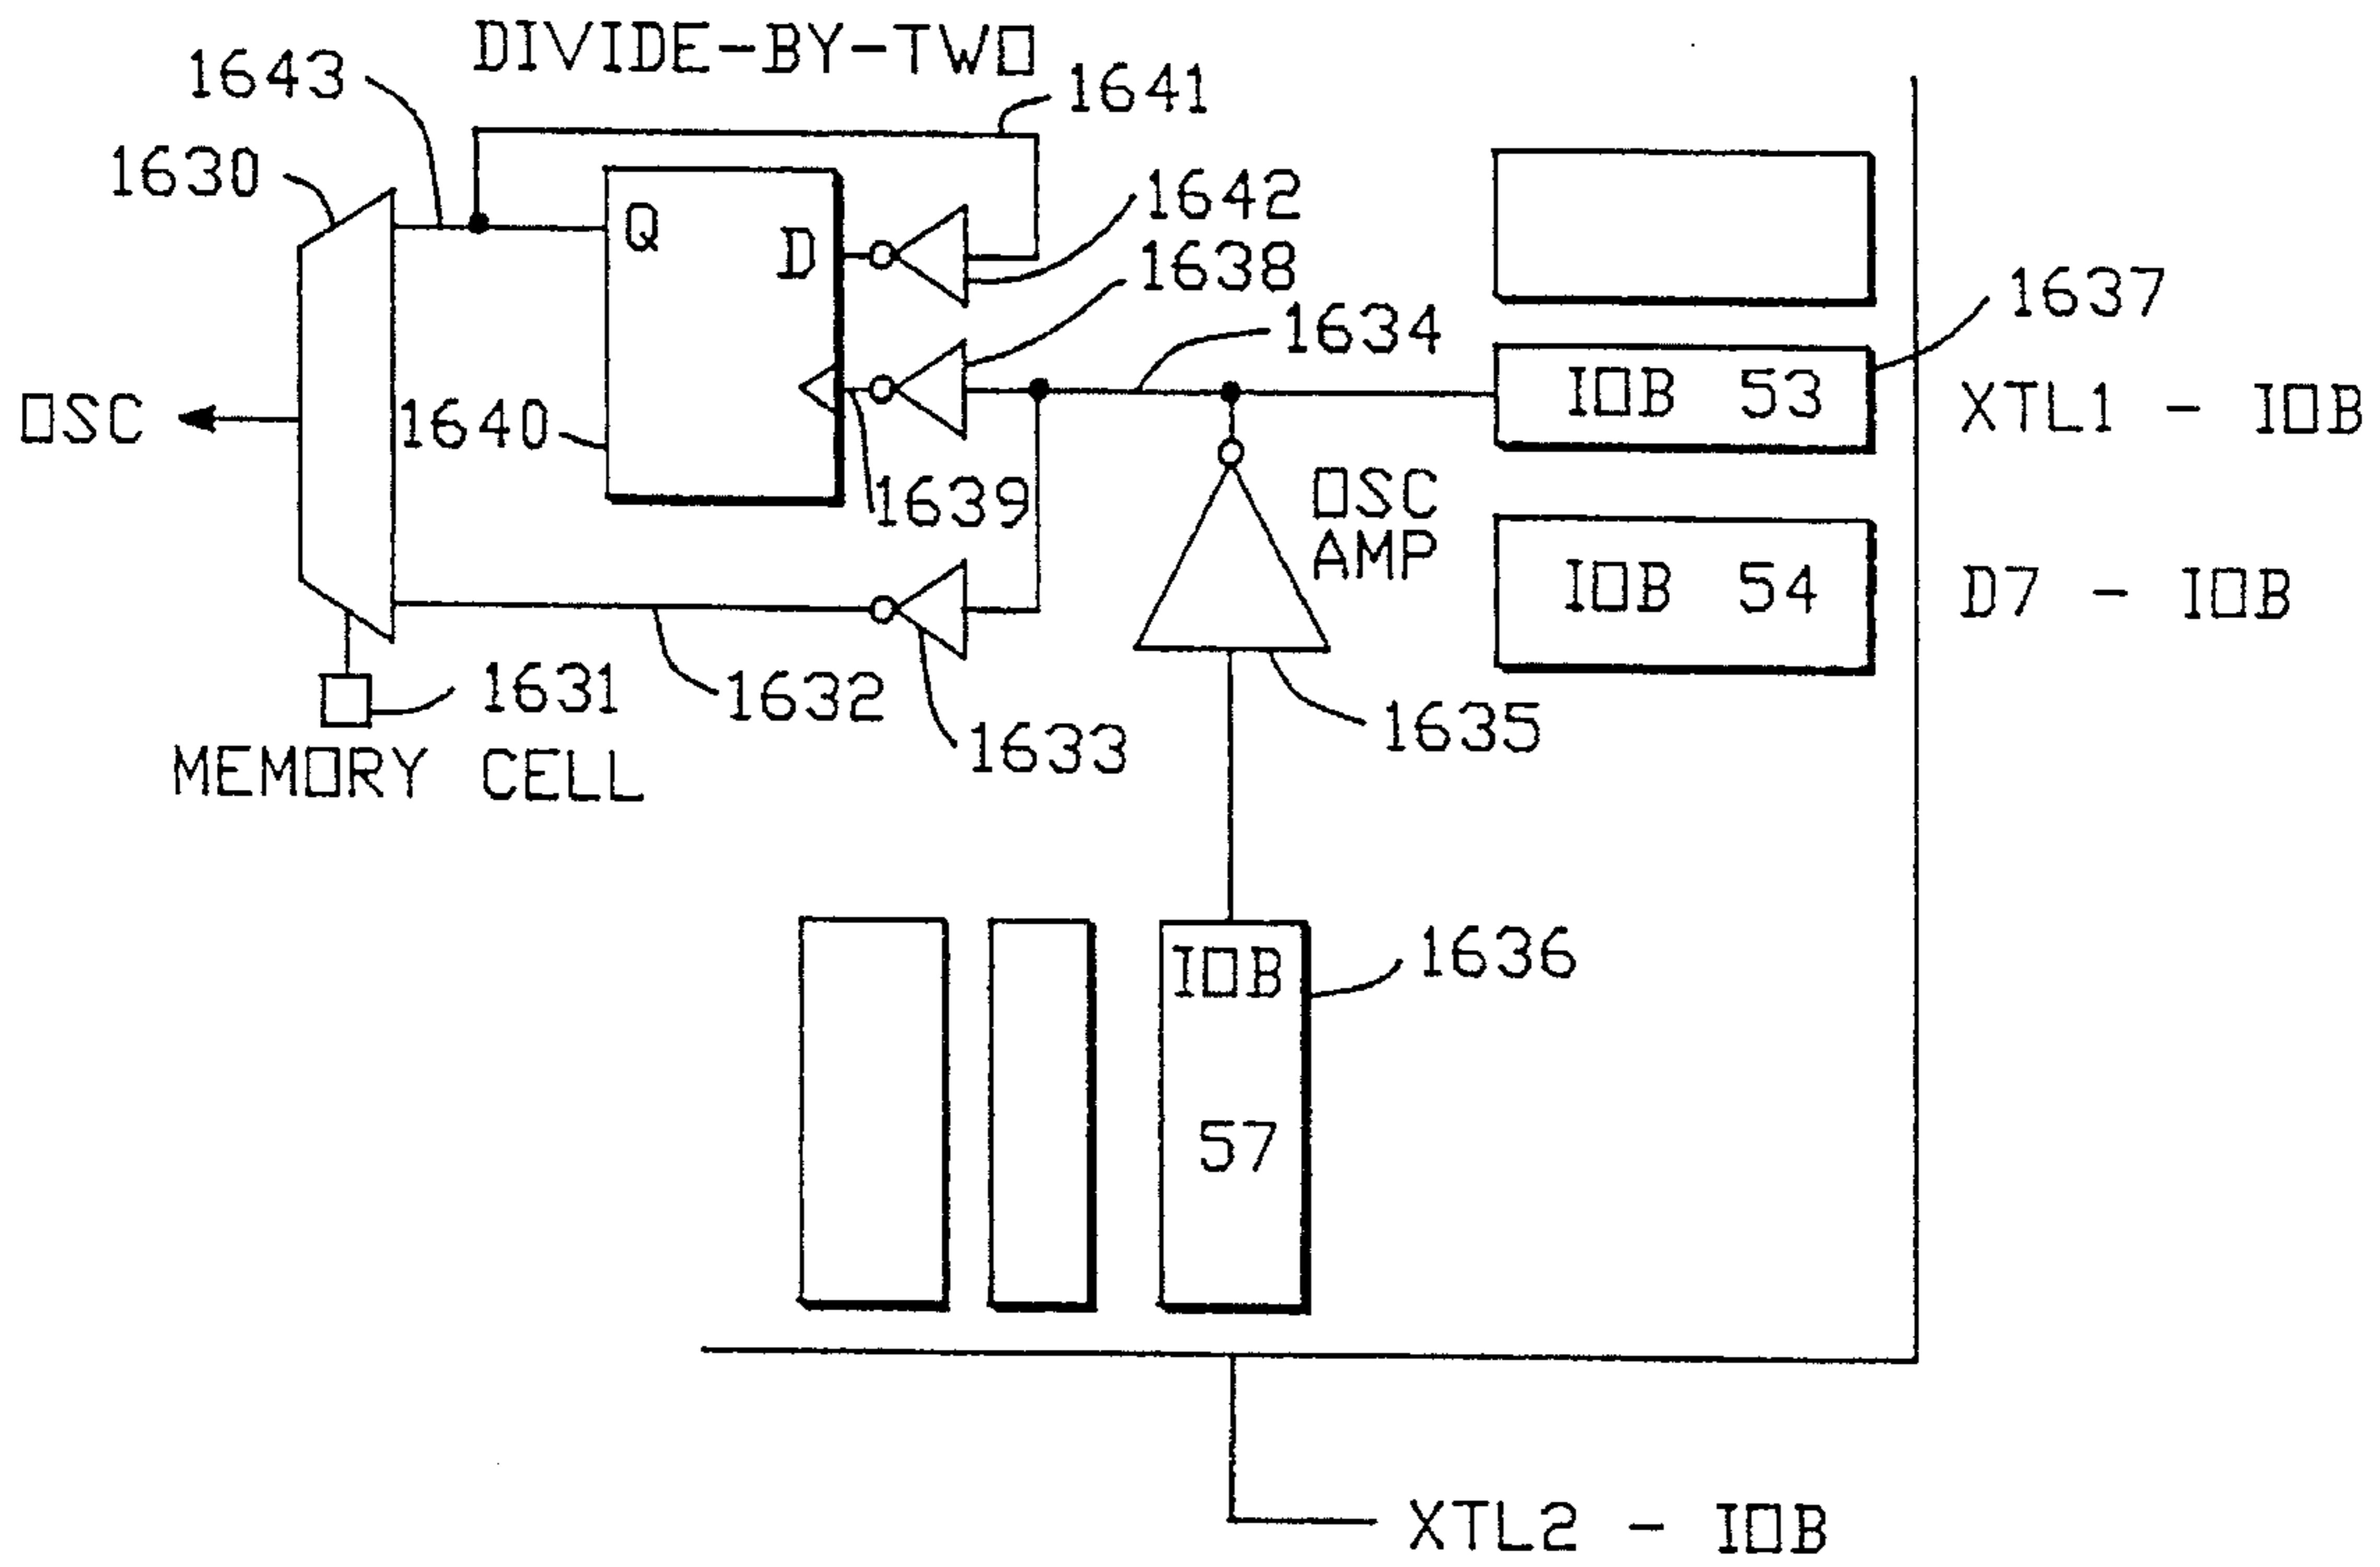 DIVIDE-BY-TWO
1643
1641
1630
1642
Q
D
1638
1634
1637
OSC
1640
IOB 53
XTL1 - IOB
1639
OSC
AMP
IOB 54
D7 - IOB
1631
1632
1633
1635
MEMORY CELL
IOB
57
1636
XTL2 - IOB